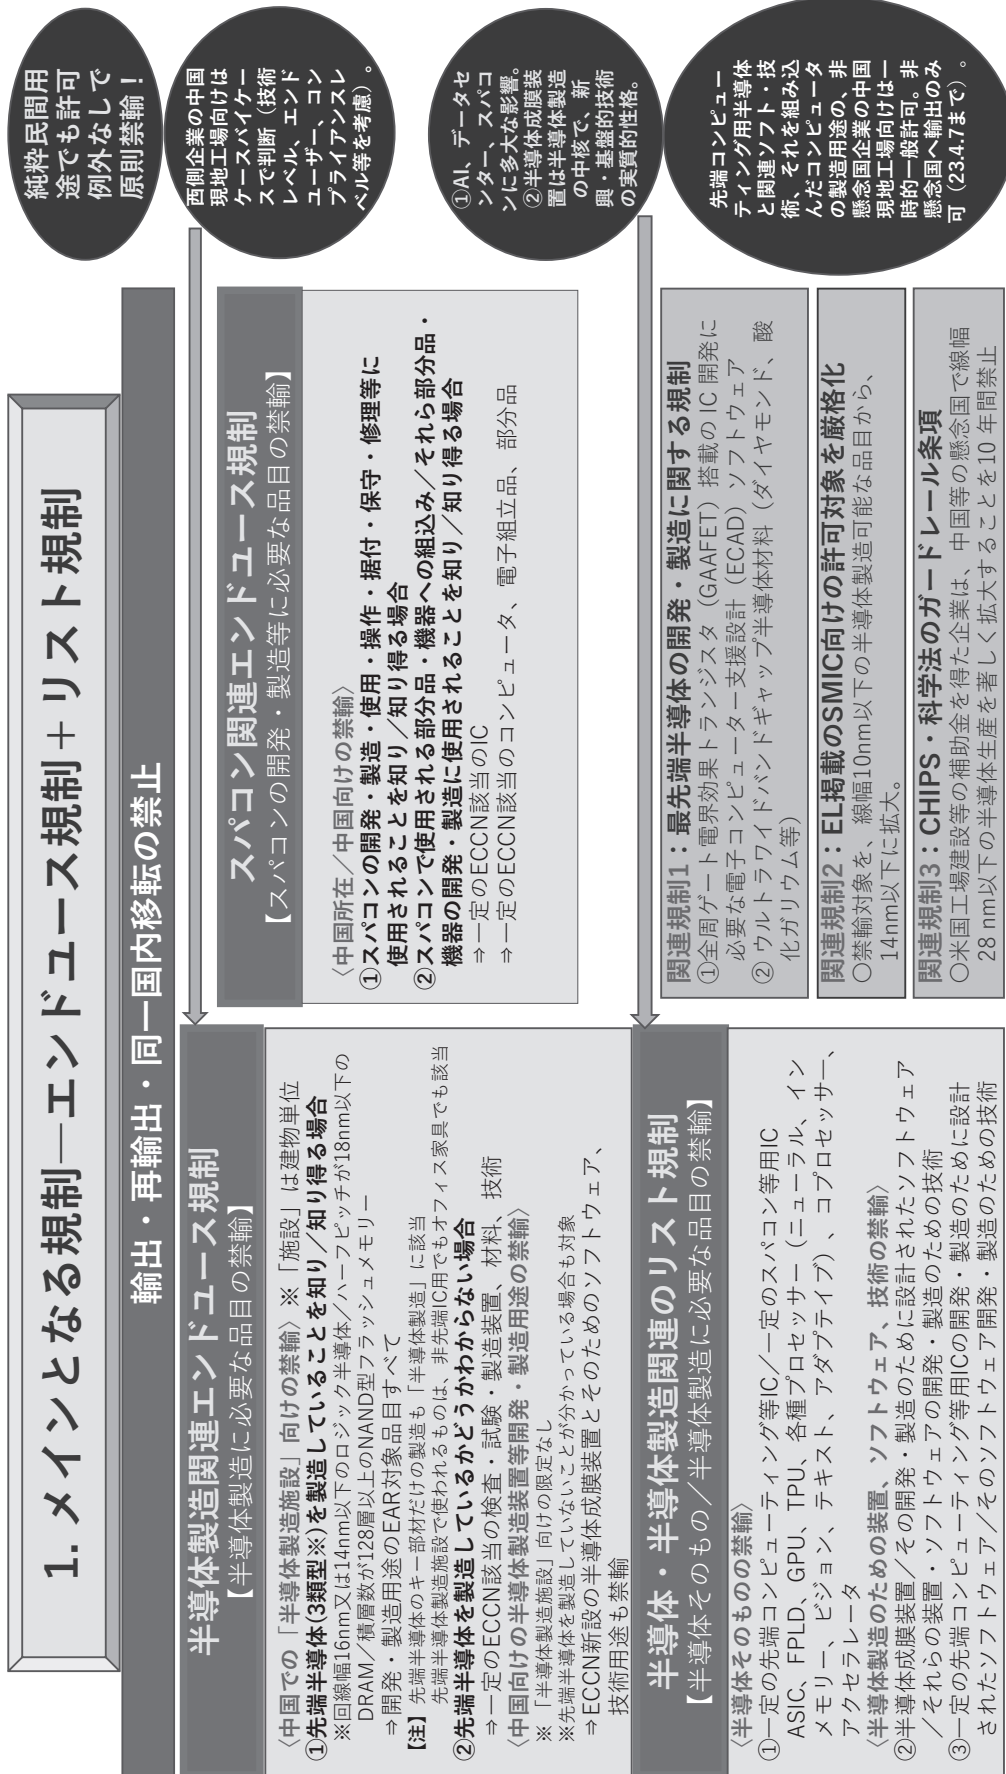 1. メインとなる規制―エンドユース規制＋リスト規制
純粋民間用
途でも許可
例外なしで
原則禁輸！
輸出・再輸出・同一国内移転の禁止
半導体製造関連エンドユース規制
【半導体製造に必要な品目の禁輸】
〈中国での「半導体製造施設」向けの禁輸〉※「施設」は建物単位
①先端半導体(3類型※)を製造していることを知り／知り得る場合
※回線幅16nm又は14nm以下のロジック半導体/ハーフピッチが18nm以下の
DRAM／積層数が128層以上のNAND型フラッシュメモリー
⇒開発・製造用途のEAR対象品目すべて
【注】先端半導体のキー部材だけの製造も「半導体製造」に該当
先端半導体製造施設で使われるものは、非先端IC用でもオフィス家具でも該当
②先端半導体を製造しているかどうかわからない場合
⇒一定のECCN該当の検査・試験・製造装置、材料、技術
〈中国向けの半導体製造装置等開発・製造用途の禁輸〉
※「半導体製造施設」向けの限定なし
※先端半導体を製造していないことが分かっている場合も対象
⇒ECCN新設の半導体成膜装置とそのためのソフトウェア、
技術用途も禁輸
スパコン関連エンドユース規制
【スパコンの開発・製造等に必要な品目の禁輸】
〈中国所在／中国向けの禁輸〉
①スパコンの開発・製造・使用・操作・据付・保守・修理等に
使用されることを知り／知り得る場合
②スパコンで使用される部分品・機器への組込み／それら部分品・
機器の開発・製造に使用されることを知り／知り得る場合
⇒一定のECCN該当のIC
⇒一定のECCN該当のコンピュータ、電子組立品、部分品
西側企業の中国
現地工場向けは
ケースバイケー
スで判断（技術
レベル、エンド
ユーザー、コン
プライアンスレ
ベル等を考慮）。
半導体・半導体製造関連のリスト規制
【半導体そのもの／半導体製造に必要な品目の禁輸】
〈半導体そのものの禁輸〉
①一定の先端コンピューティング等IC／一定のスパコン等用IC
ASIC、FPLD、GPU、TPU、各種プロセッサー（ニューラル、イン
メモリー、ビジョン、テキスト、アダプティブ）、コプロセッサー、
アクセラレータ
〈半導体製造のための装置、ソフトウェア、技術の禁輸〉
②半導体成膜装置／その開発・製造のために設計されたソフトウェア
／それらの装置・ソフトウェアの開発・製造のための技術
③一定の先端コンピューティング等用ICの開発・製造のために設計
されたソフトウェア／そのソフトウェア開発・製造のための技術
関連規制1：最先端半導体の開発・製造に関する規制
①全周ゲート電界効果トランジスタ（GAAFET）搭載の IC 開発に
必要な電子コンピューター支援設計（ECAD）ソフトウェア
②ウルトラワイドバンドギャップ半導体材料（ダイヤモンド、酸
化ガリウム等）
関連規制2：EL掲載のSMIC向けの許可対象を厳格化
〇禁輸対象を、線幅10nm以下の半導体製造可能な品目から、
14nm以下に拡大。
関連規制3：CHIPS・科学法のガードレール条項
〇米国工場建設等の補助金を得た企業は、中国等の懸念国で線幅
28 nm以下の半導体生産を著しく拡大することを10 年間禁止
①AI、データセ
ンター、スパコ
ンに多大な影響。
②半導体成膜装
置は半導体製造
の中核で、新
興・基盤的技術
の実質的性格。
先端コンピュー
ティング用半導体
と関連ソフト・技
術、それを組み込
んだコンピュータ
の製造用途の、非
懸念国企業の中国
現地工場向けは一
時的一般許可。非
懸念国へ輸出のみ
可（23.4.7まで）。